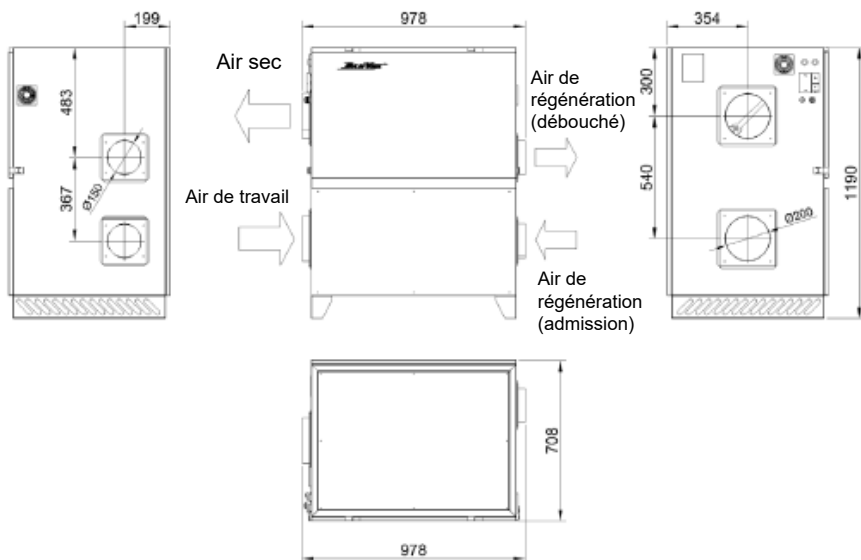 199
978
354
Air sec
Air de
régénération
(débouché)
483
300
Ø150
367
540
1190
Air de travail
Ø200
Air de
régénération
(admission)
708
978